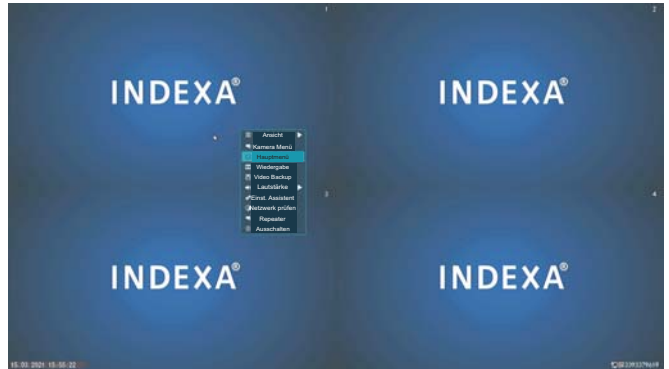 1
2
INDEXA®
INDEXA®
Ansicht
Kamera Menü
Hauptmenü
Wiedergabe
Video Backup
Lautstärke
Einst. Assistent
Netzwerk prüfen
Repeater
Ausschalten
3
4
INDEXA®
INDEXA®
15.03.2021 15:55:22